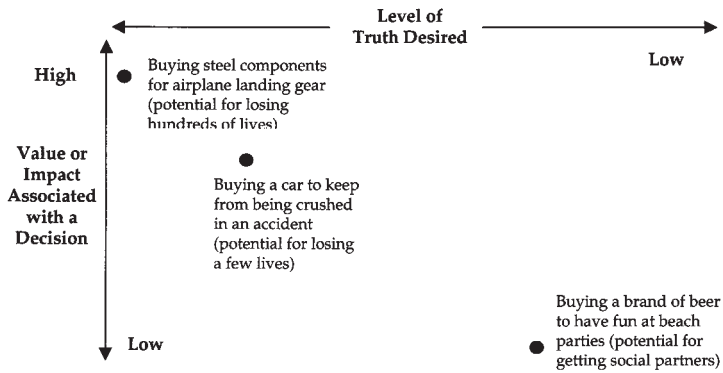 Level of
Truth Desired
Low
High
Buying steel components
for airplane landing gear
(potential for losing
hundreds of lives)
Value or
Impact
Associated
with a
Decision
Buying a car to keep
from being crushed
in an accident
(potential for losing
a few lives)
Buying a brand of beer
to have fun at beach
parties (potential for
getting social partners)
Low